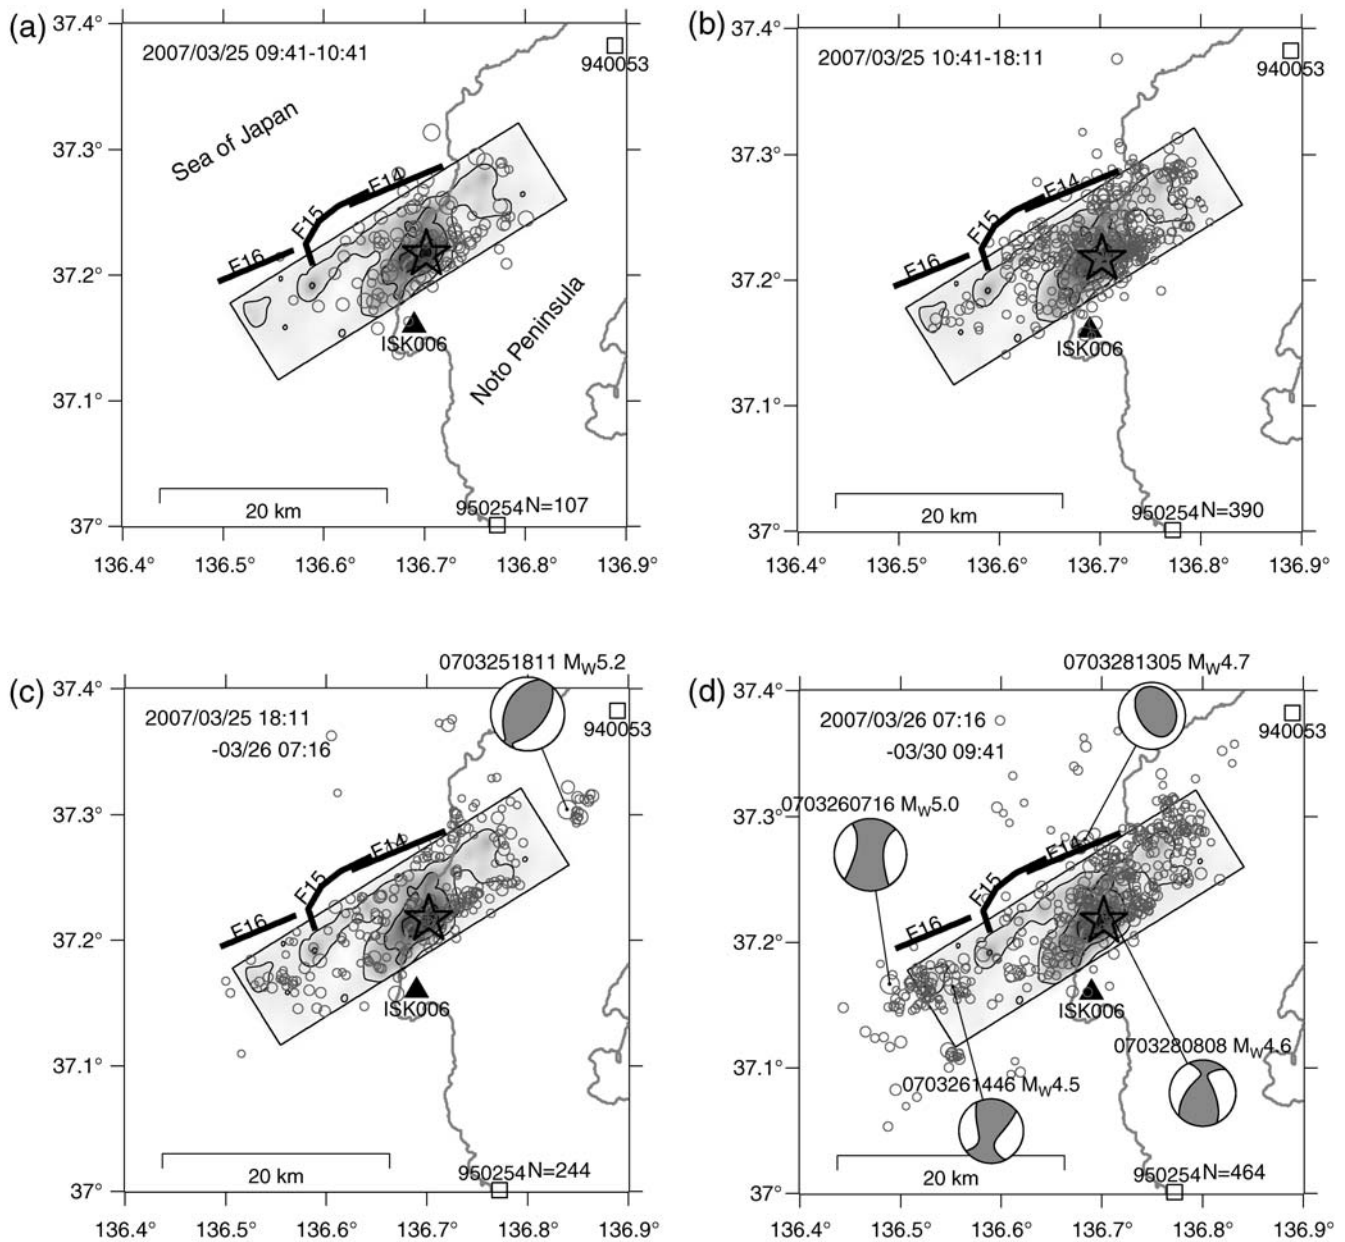 (a)
2007/03/25 09:41-10:41
Sea of Japan
940053
F14
F15
F16
ISK006
Noto Peninsula
20 km
950254 N=107
37.4°
37.3°
37.2°
37.1°
37°
136.4° 136.5° 136.6° 136.7° 136.8° 136.9°
(b)
2007/03/25 10:41-18:11
940053
F14
F15
F16
ISK006
20 km
950254 N=390
37.4°
37.3°
37.2°
37.1°
37°
136.4° 136.5° 136.6° 136.7° 136.8° 136.9°
(c)
0703251811 MW5.2
2007/03/25 18:11
-03/26 07:16
940053
F14
F15
F16
ISK006
20 km
950254 N=244
37.4°
37.3°
37.2°
37.1°
37°
136.4° 136.5° 136.6° 136.7° 136.8° 136.9°
(d)
0703281305 MW4.7
2007/03/26 07:16
-03/30 09:41
940053
0703260716 MW5.0
F14
F15
F16
ISK006
0703280808 MW4.6
0703261446 MW4.5
20 km
950254 N=464
37.4°
37.3°
37.2°
37.1°
37°
136.4° 136.5° 136.6° 136.7° 136.8° 136.9°